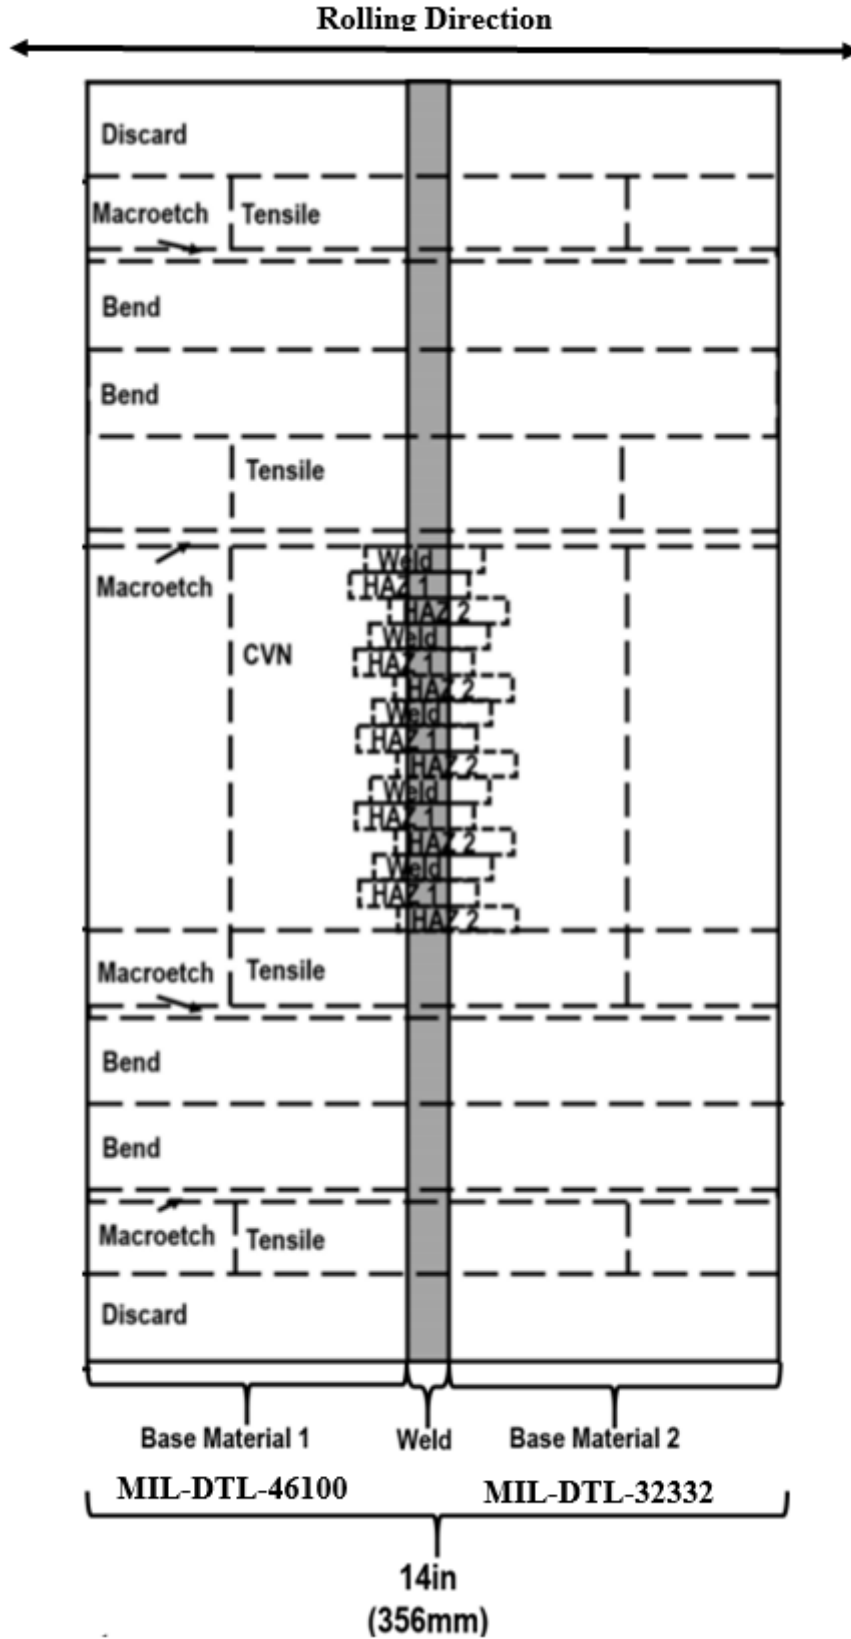 Rolling Direction
Discard
Macroetch Tensile
Bend
Bend
Tensile
Macroetch
CVN
Weld
HAZ 1
HAZ 2
Weld
HAZ 1
HAZ 2
Weld
HAZ 1
HAZ 2
Weld
HAZ 1
HAZ 2
Weld
HAZ 1
HAZ 2
Macroetch Tensile
Bend
Bend
Macroetch Tensile
Discard
Base Material 1 Weld Base Material 2
MIL-DTL-46100 MIL-DTL-32332
14in
(356mm)